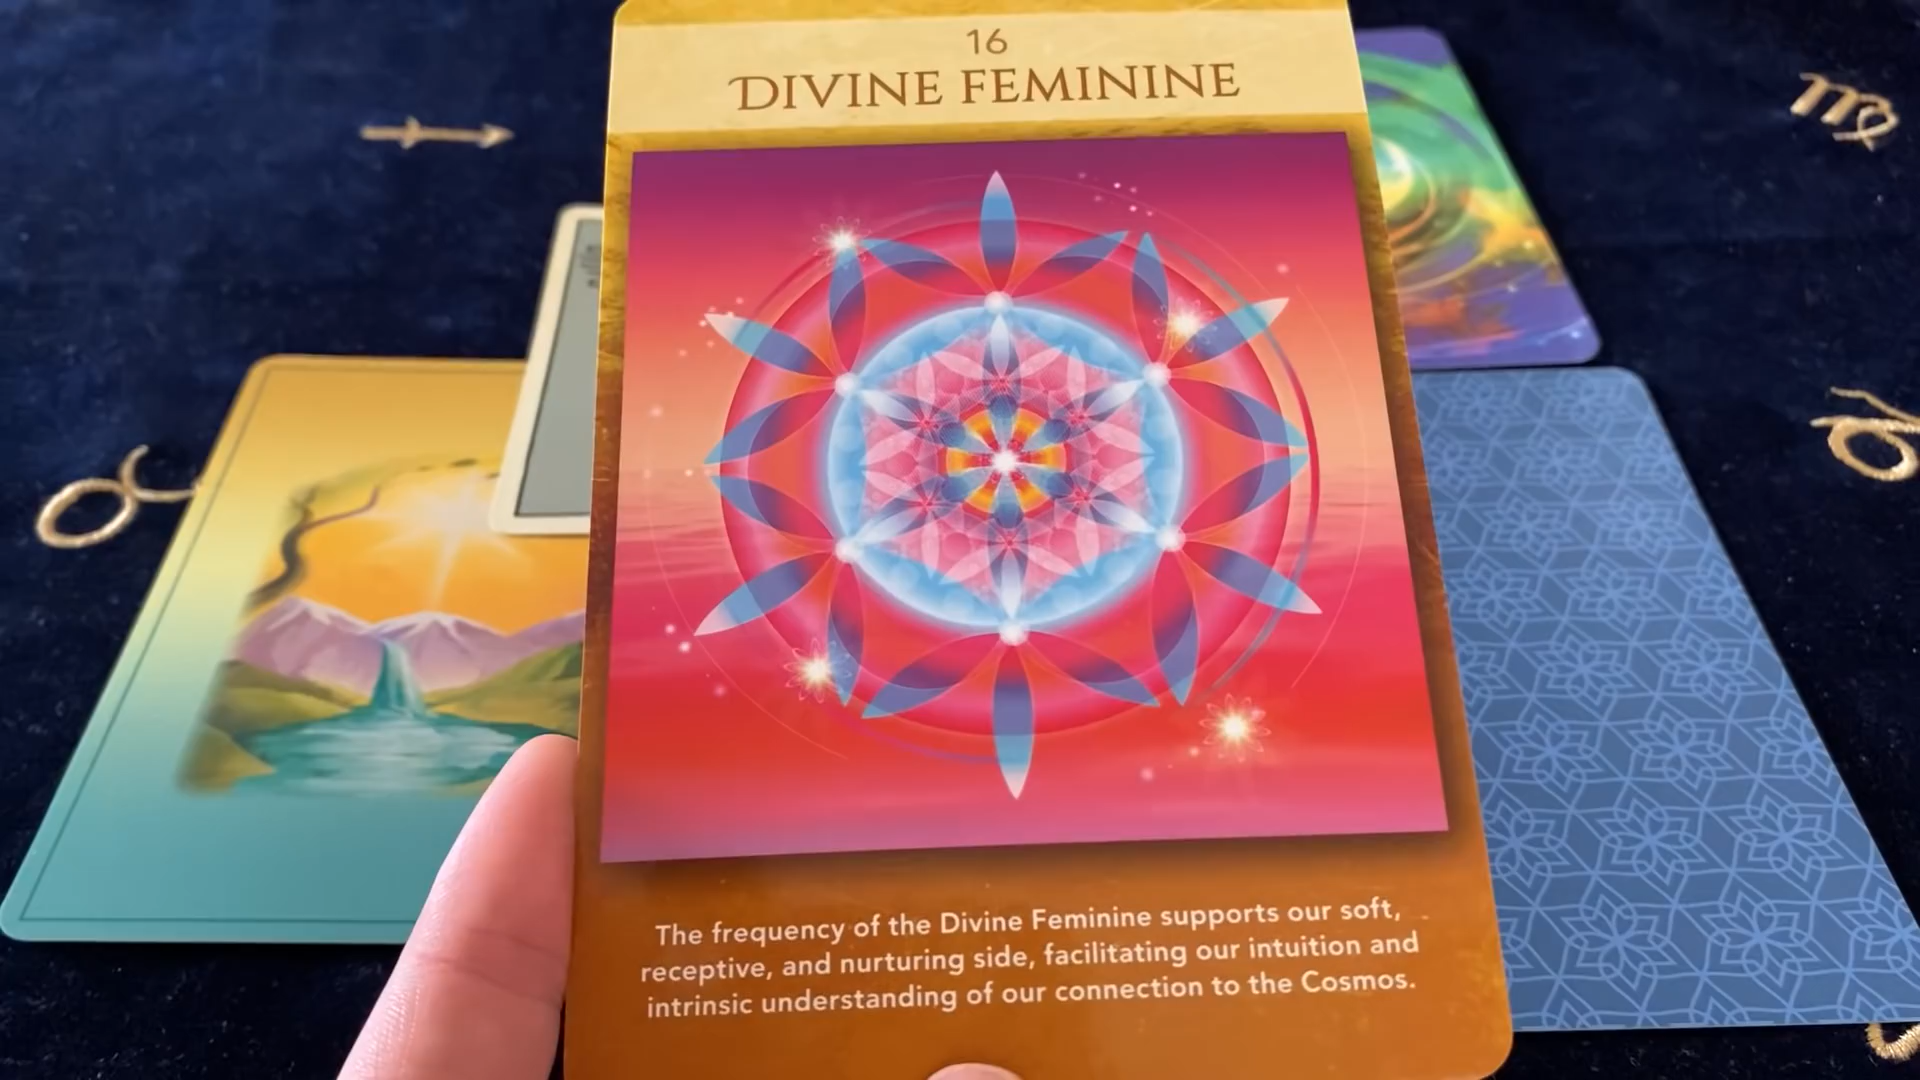 16
DIVINE FEMININE
The frequency of the Divine Feminine supports our soft,
receptive, and nurturing side, facilitating our intuition and
intrinsic understanding of our connection to the Cosmos.